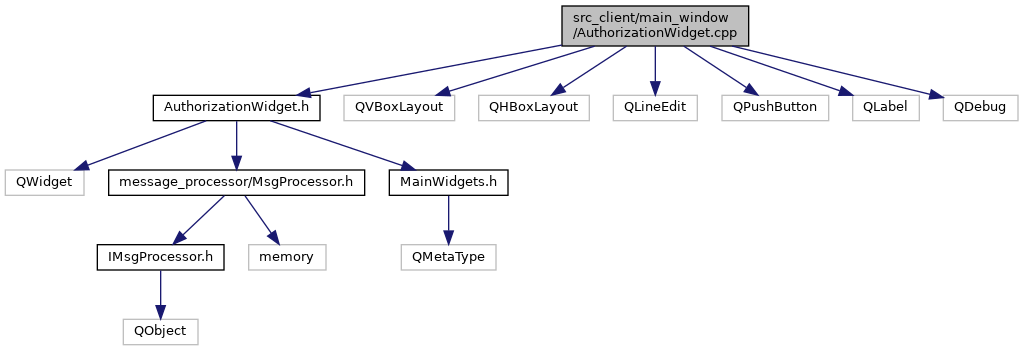 src_client/main_window
/AuthorizationWidget.cpp
AuthorizationWidget.h
QVBoxLayout
QHBoxLayout
QLineEdit
QPushButton
QLabel
QDebug
QWidget
message_processor/MsgProcessor.h
MainWidgets.h
IMsgProcessor.h
memory
QMetaType
QObject